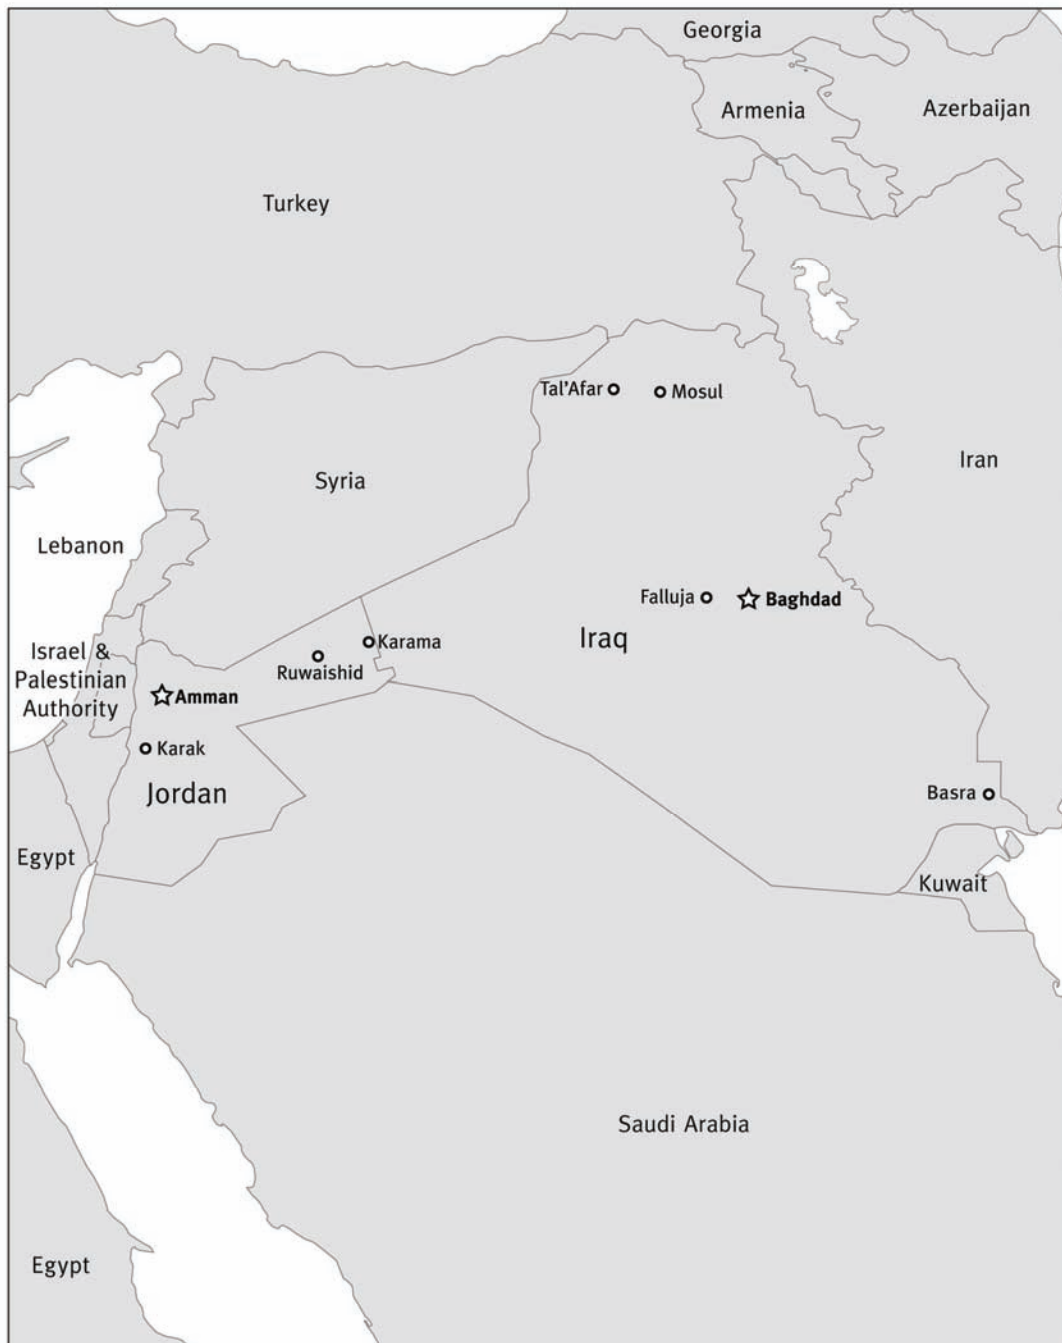 Georgia
Armenia
Azerbaijan
Turkey
Tal'Afar
Mosul
Iran
Syria
Lebanon
Falluja
Baghdad
Iraq
Karama
Ruwaishid
Israel &
Palestinian
Authority
Amman
Karak
Jordan
Basra
Egypt
Kuwait
Saudi Arabia
Egypt